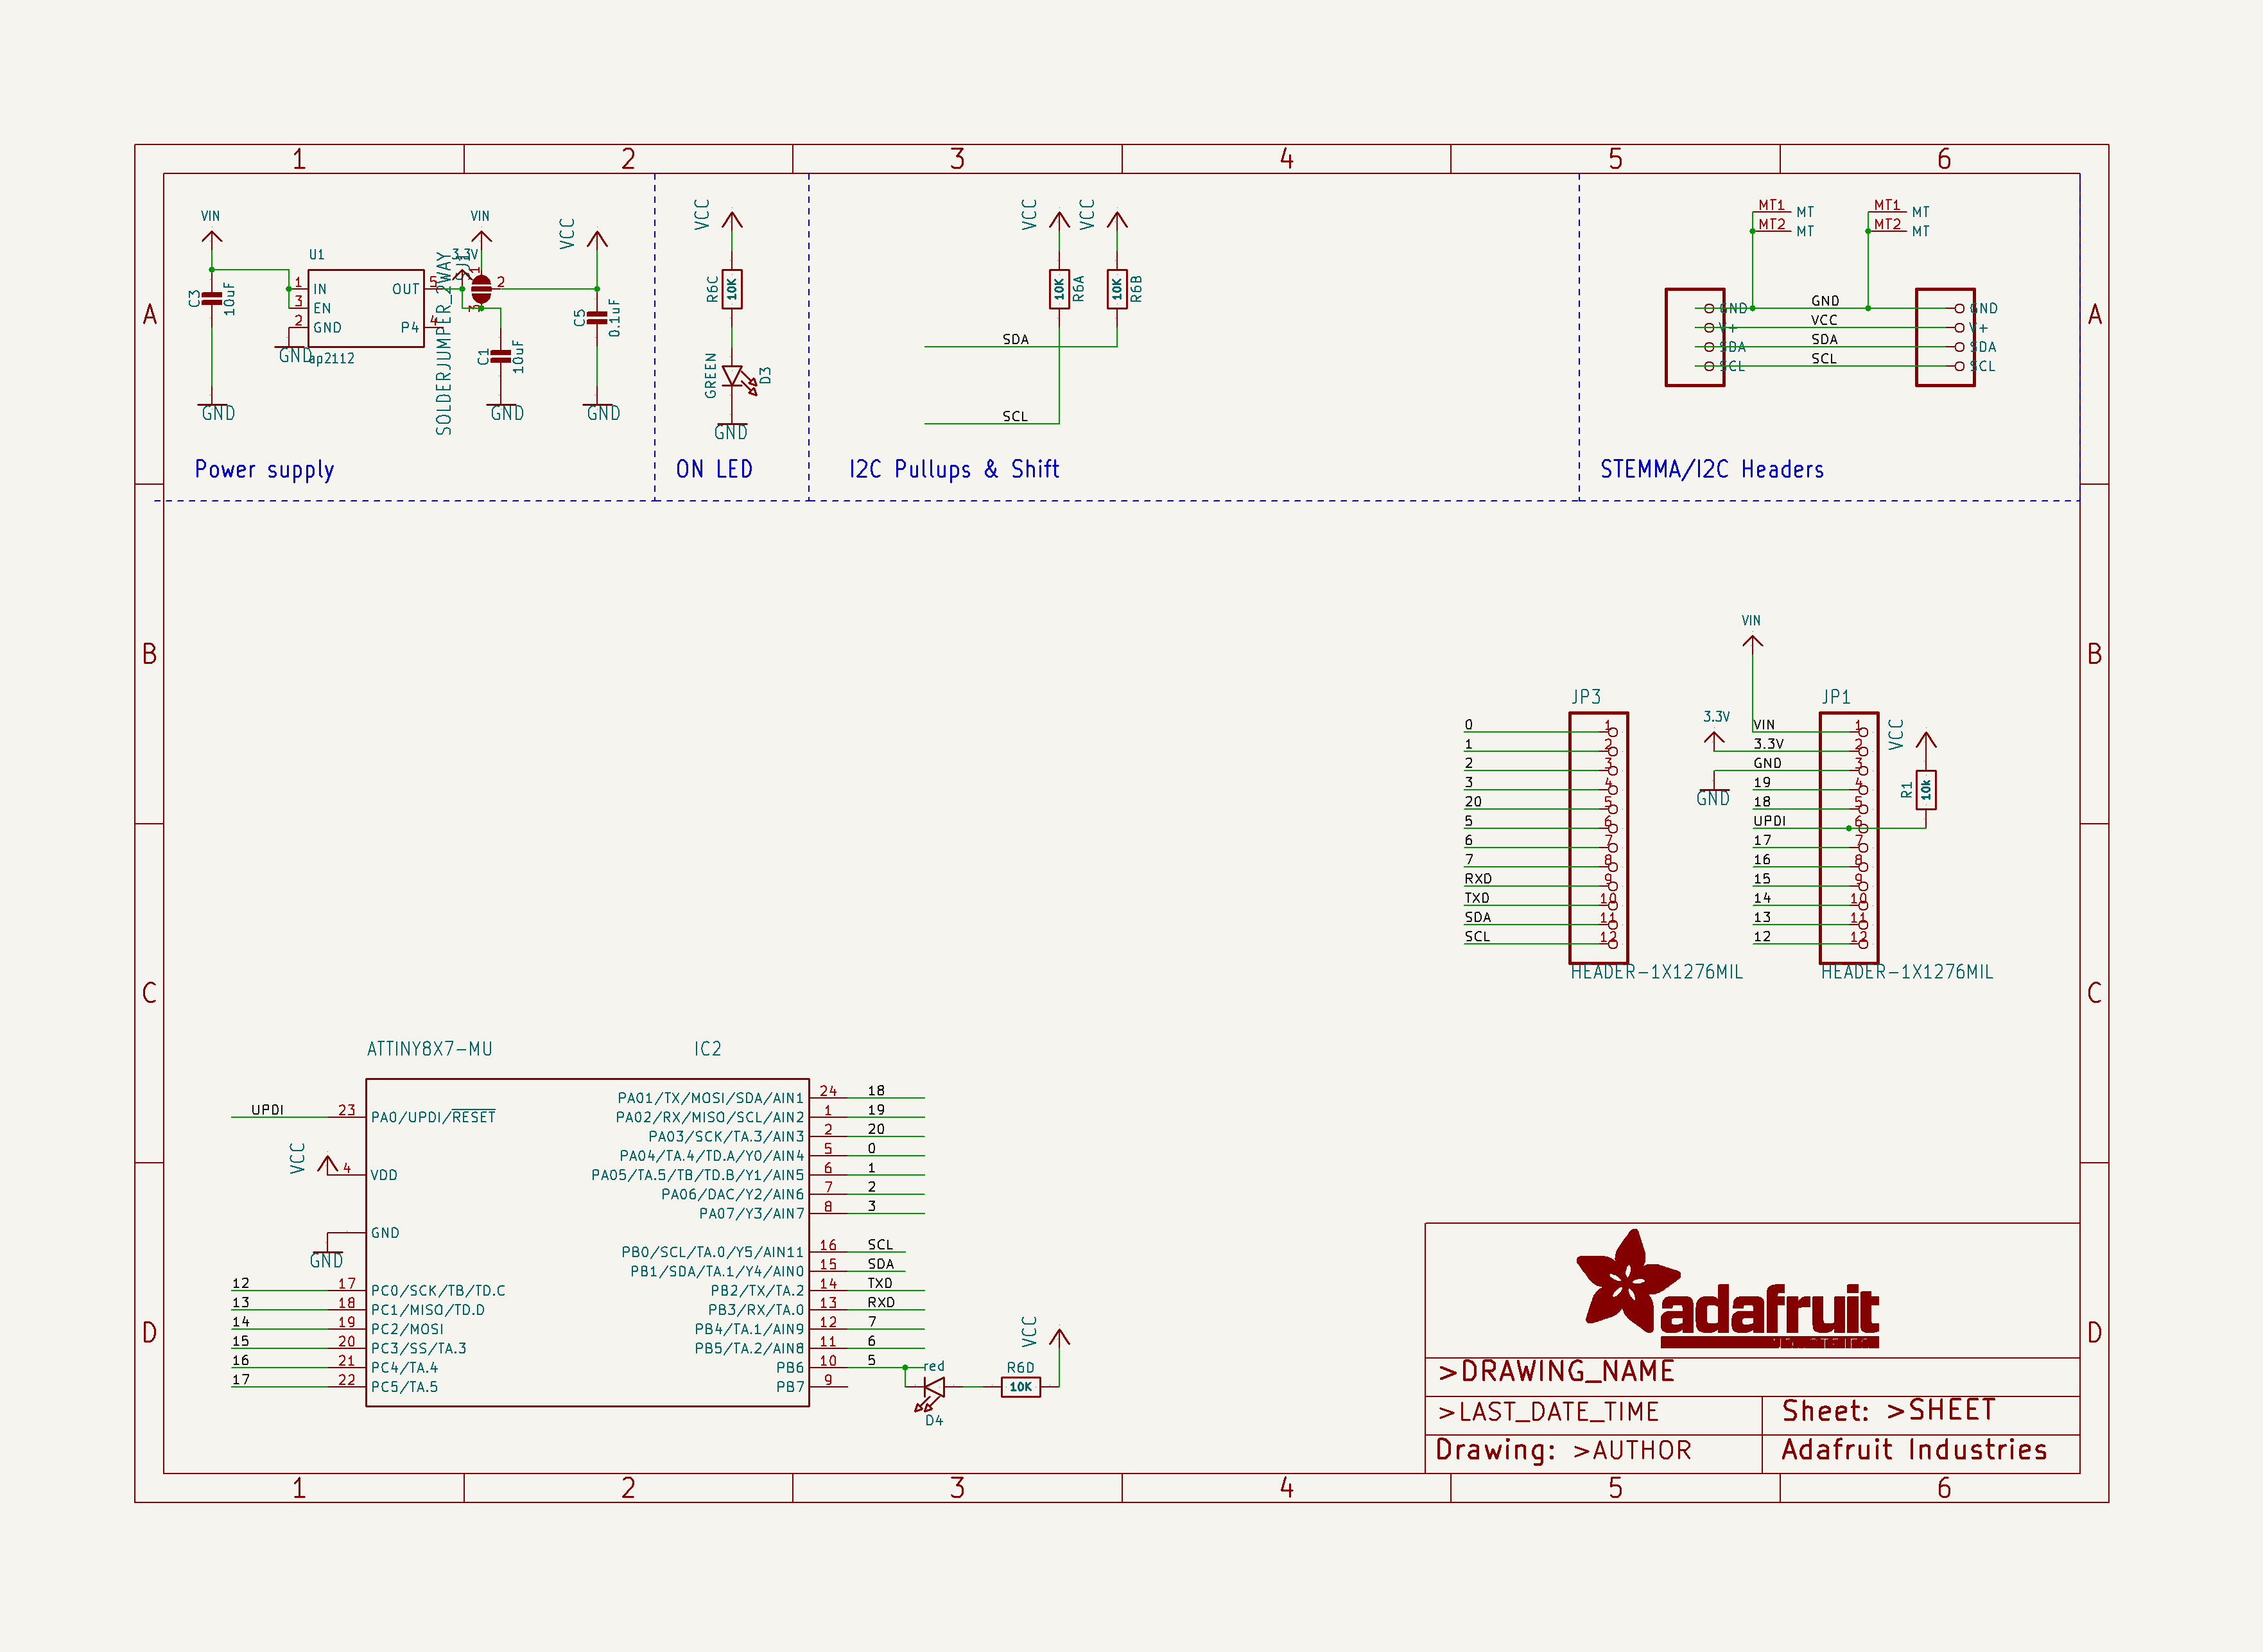 1 2 3 4 5 6
A A
B B
C C
D D
VIN
U1
C3
10uF
1 IN
3 EN
2 GND
OUT 5
P4 4
GND
ap2112
GND
VIN
3.3V
SOLDERJUMPER_2WAY
1
2
3
C1
10uF
GND
VCC
C5
0.1uF
GND
Power supply
VCC
R6C
10K
GREEN
D3
GND
ON LED
VCC
VCC
10K
R6A
10K
R6B
SDA
SCL
I2C Pullups & Shift
MT1 MT
MT2 MT
MT1 MT
MT2 MT
GND GND GND
V+ VCC V+
SDA SDA SDA
SCL SCL SCL
STEMMA/I2C Headers
JP3
0 1
1 2
2 3
3 4
20 5
5 6
6 7
7 8
RXD 9
TXD 10
SDA 11
SCL 12
HEADER-1X1276MIL
VIN
JP1
3.3V
VIN 1
3.3V 2
GND 3
GND
19 4
18 5
UPDI 6
17 7
16 8
15 9
14 10
13 11
12 12
HEADER-1X1276MIL
VCC
R1
10k
ATTINY8X7-MU
IC2
UPDI 23 PA0/UPDI/RESET
VCC
4 VDD
GND
GND
12 17 PC0/SCK/TB/TD.C
13 18 PC1/MISO/TD.D
14 19 PC2/MOSI
15 20 PC3/SS/TA.3
16 21 PC4/TA.4
17 22 PC5/TA.5
PA01/TX/MOSI/SDA/AIN1 24 18
PA02/RX/MISO/SCL/AIN2 1 19
PA03/SCK/TA.3/AIN3 2 20
PA04/TA.4/TD.A/Y0/AIN4 5 0
PA05/TA.5/TB/TD.B/Y1/AIN5 6 1
PA06/DAC/Y2/AIN6 7 2
PA07/Y3/AIN7 8 3
PB0/SCL/TA.0/Y5/AIN11 16 SCL
PB1/SDA/TA.1/Y4/AIN0 15 SDA
PB2/TX/TA.2 14 TXD
PB3/RX/TA.0 13 RXD
PB4/TA.1/AIN9 12 7
PB5/TA.2/AIN8 11 6
PB6 10 5
PB7 9
red
D4
R6D
10K
VCC
adafruit
>DRAWING_NAME
>LAST_DATE_TIME
Sheet: >SHEET
Drawing: >AUTHOR
Adafruit Industries
1 2 3 4 5 6